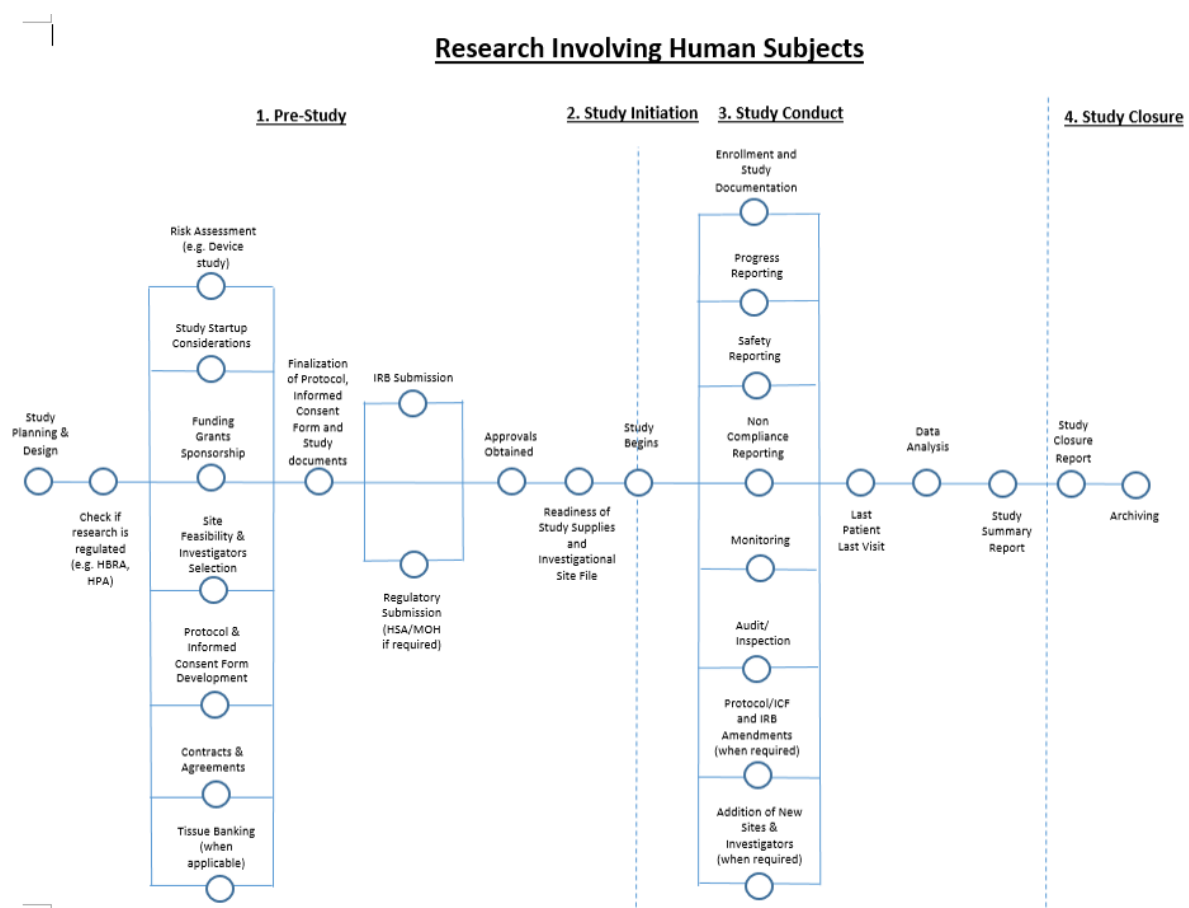 Research Involving Human Subjects
1. Pre-Study
2. Study Initiation
3. Study Conduct
4. Study Closure
Study
Planning &
Design
Check if
research is
regulated
(e.g. HBRA,
HPA)
Risk Assessment
(e.g. Device
study)
Study Startup
Considerations
Funding
Grants
Sponsorship
Site
Feasibility &
Investigators
Selection
Protocol &
Informed
Consent Form
Development
Contracts &
Agreements
Tissue Banking
(when
applicable)
Finalization
of Protocol,
Informed
Consent
Form and
Study
documents
IRB Submission
Regulatory
Submission
(HSA/MOH
if required)
Approvals
Obtained
Readiness of
Study Supplies
and
Investigational
Site File
Study
Begins
Enrollment and
Study
Documentation
Progress
Reporting
Safety
Reporting
Non
Compliance
Reporting
Monitoring
Audit/
Inspection
Protocol/ICF
and IRB
Amendments
(when required)
Addition of New
Sites &
Investigators
(when required)
Last
Patient
Last Visit
Data
Analysis
Study
Summary
Report
Study
Closure
Report
Archiving